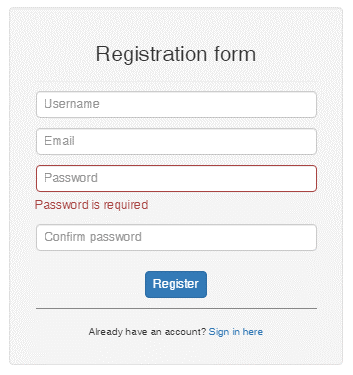 Registration form
Username
Email
Password
Password is required
Confirm password
Register
Already have an account? Sign in here